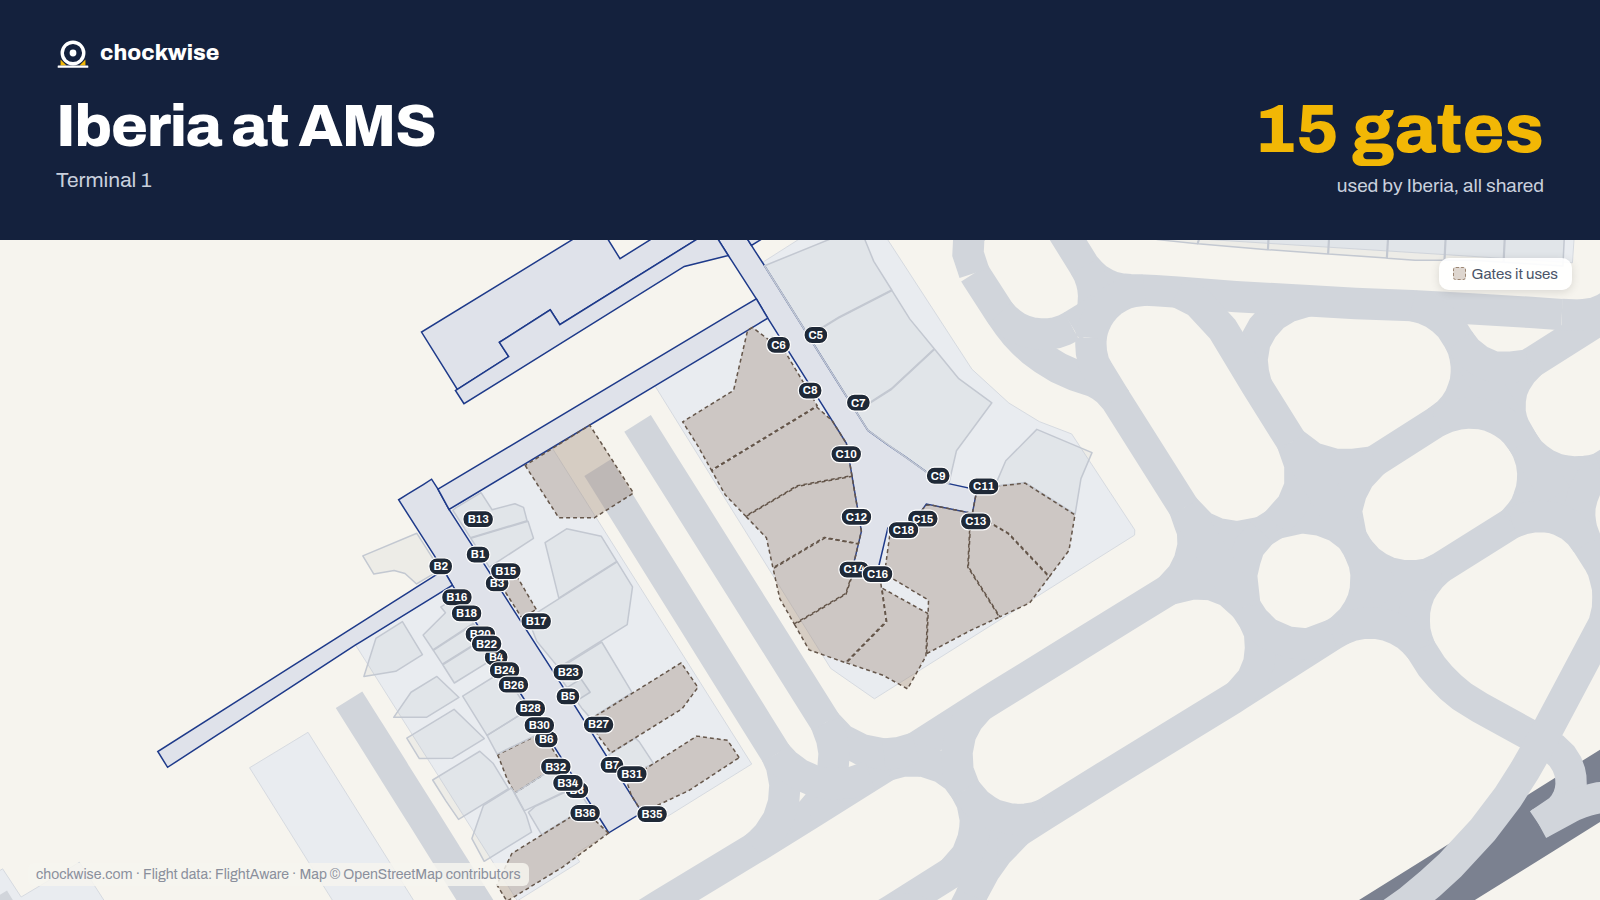 chockwise
Iberia at AMS
Terminal 1
15 gates
used by Iberia, all shared
Gates it uses
C5
C6
C8
C7
C10
C9
C11
C12
C15
C13
C18
C14
C16
B13
B1
B2
B15
B3
B16
B18
B17
B20
B22
B4
B24
B23
B26
B5
B28
B30
B27
B6
B32
B7
B31
B34
B36
B35
chockwise.com · Flight data: FlightAware · Map © OpenStreetMap contributors